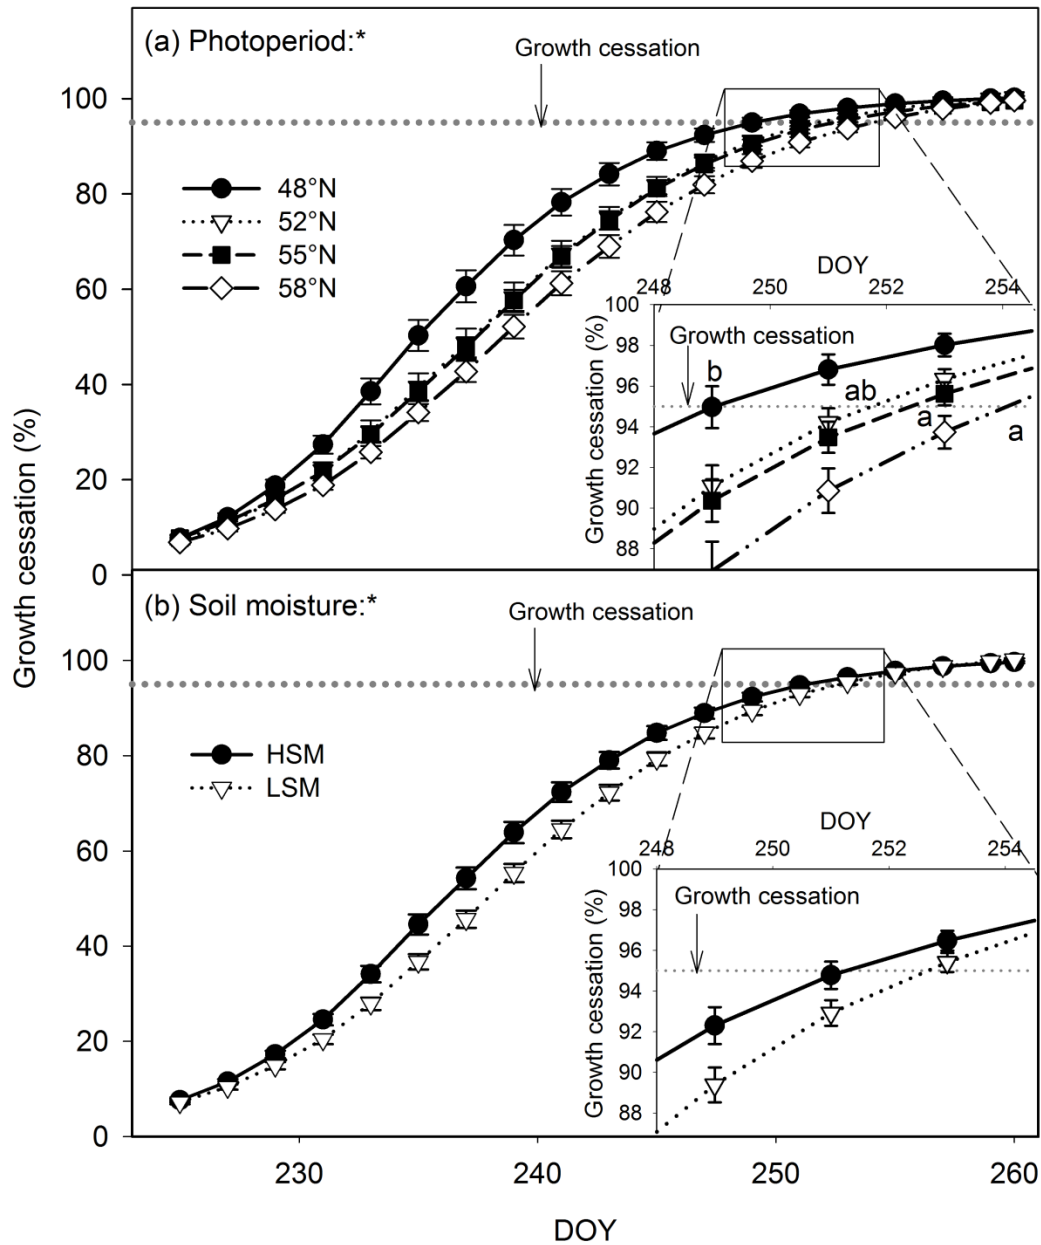 (a) Photoperiod:*
Growth cessation
100
80
60
40
20
0
48°N
52°N
55°N
58°N
DOY
248
250
252
254
100
98
96
94
92
90
88
Growth cessation (%)
Growth cessation
b
ab
a
a
Growth cessation (%)
(b) Soil moisture:*
Growth cessation
100
80
60
40
20
0
HSM
LSM
DOY
248
250
252
254
100
98
96
94
92
90
88
Growth cessation (%)
Growth cessation
230
240
250
260
DOY